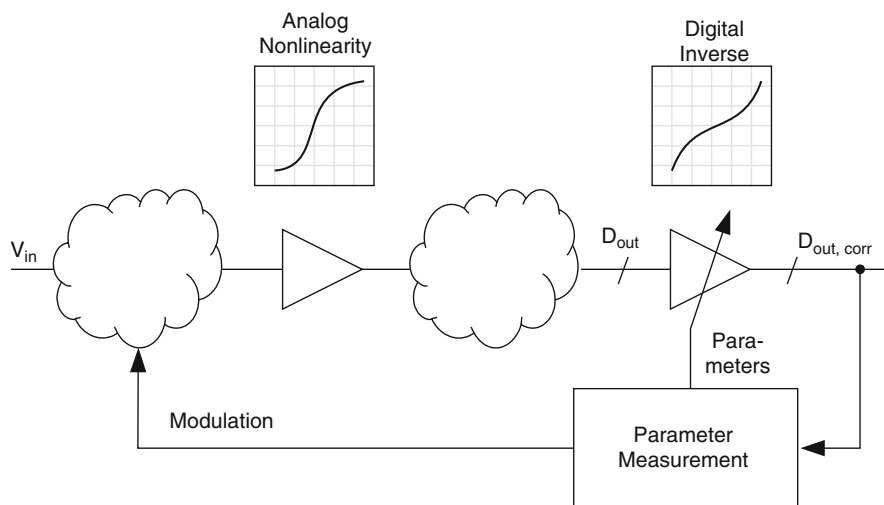 Analog
Nonlinearity
Digital
Inverse
V_in
D_out
D_out, corr
Para-
meters
Modulation
Parameter
Measurement